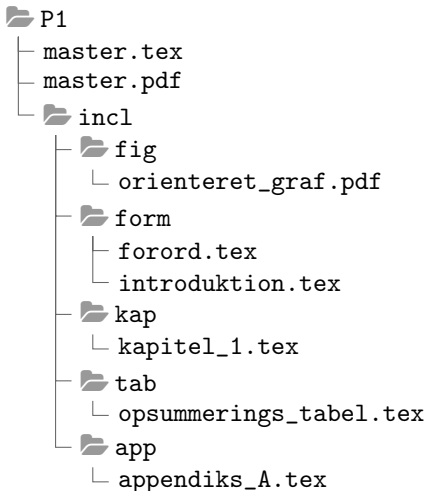 P1
master.tex
master.pdf
incl
fig
orienteret_graf.pdf
form
forord.tex
introduktion.tex
kap
kapitel_1.tex
tab
opsummerings_tabel.tex
app
appendiks_A.tex